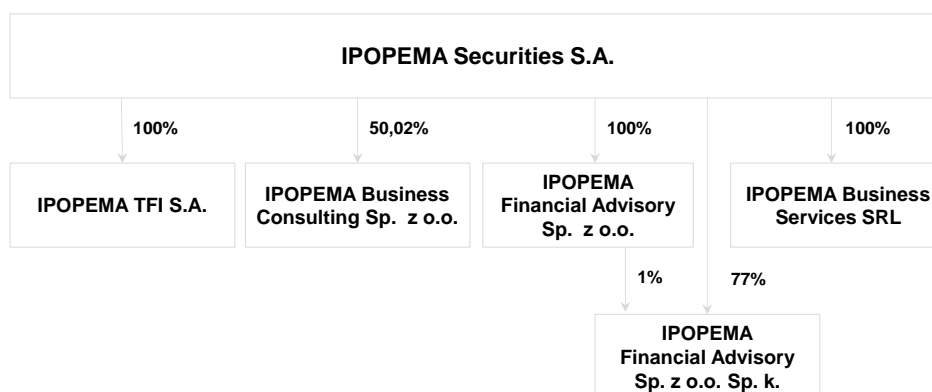 IPOPEMA Securities S.A.
100%
50,02%
100%
100%
IPOPEMA TFI S.A.
IPOPEMA Business
Consulting Sp. z o.o.
IPOPEMA
Financial Advisory
Sp. z o.o.
IPOPEMA Business
Services SRL
1%
77%
IPOPEMA
Financial Advisory
Sp. z o.o. Sp. k.